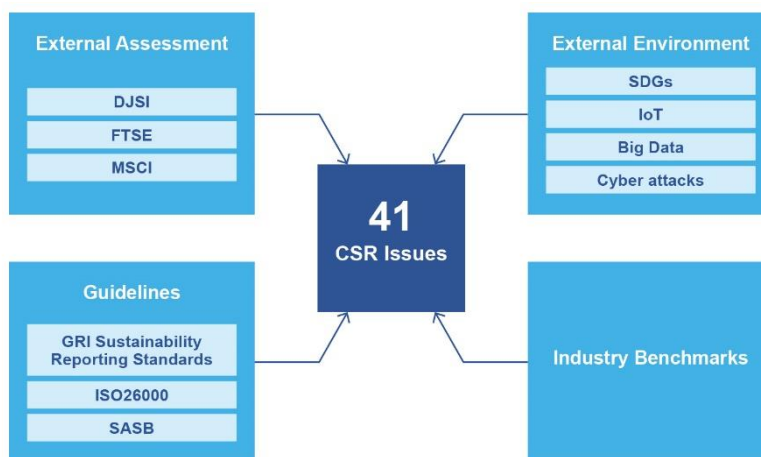 External Assessment
DJSI
FTSE
MSCI
External Environment
SDGs
IoT
Big Data
Cyber attacks
41
CSR Issues
Guidelines
GRI Sustainability
Reporting Standards
ISO26000
SASB
Industry Benchmarks